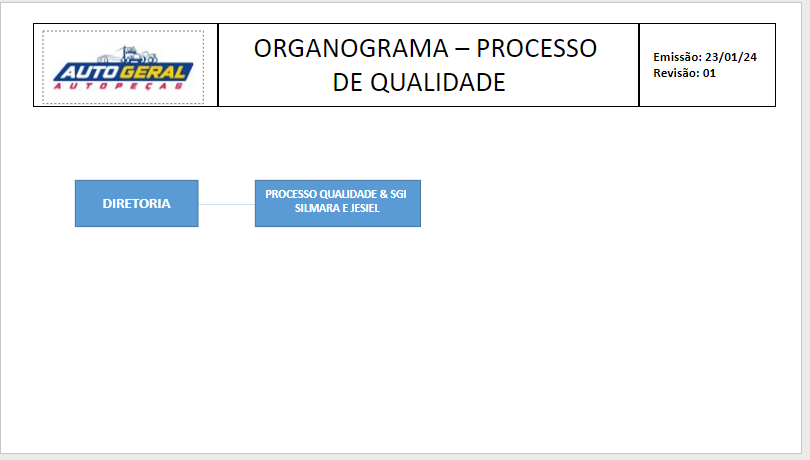 AUTO GERAL
AUTOPEÇAS
ORGANOGRAMA – PROCESSO
DE QUALIDADE
Emissão: 23/01/24
Revisão: 01
DIRETORIA
PROCESSO QUALIDADE & SGI
SILMARA E JESIEL